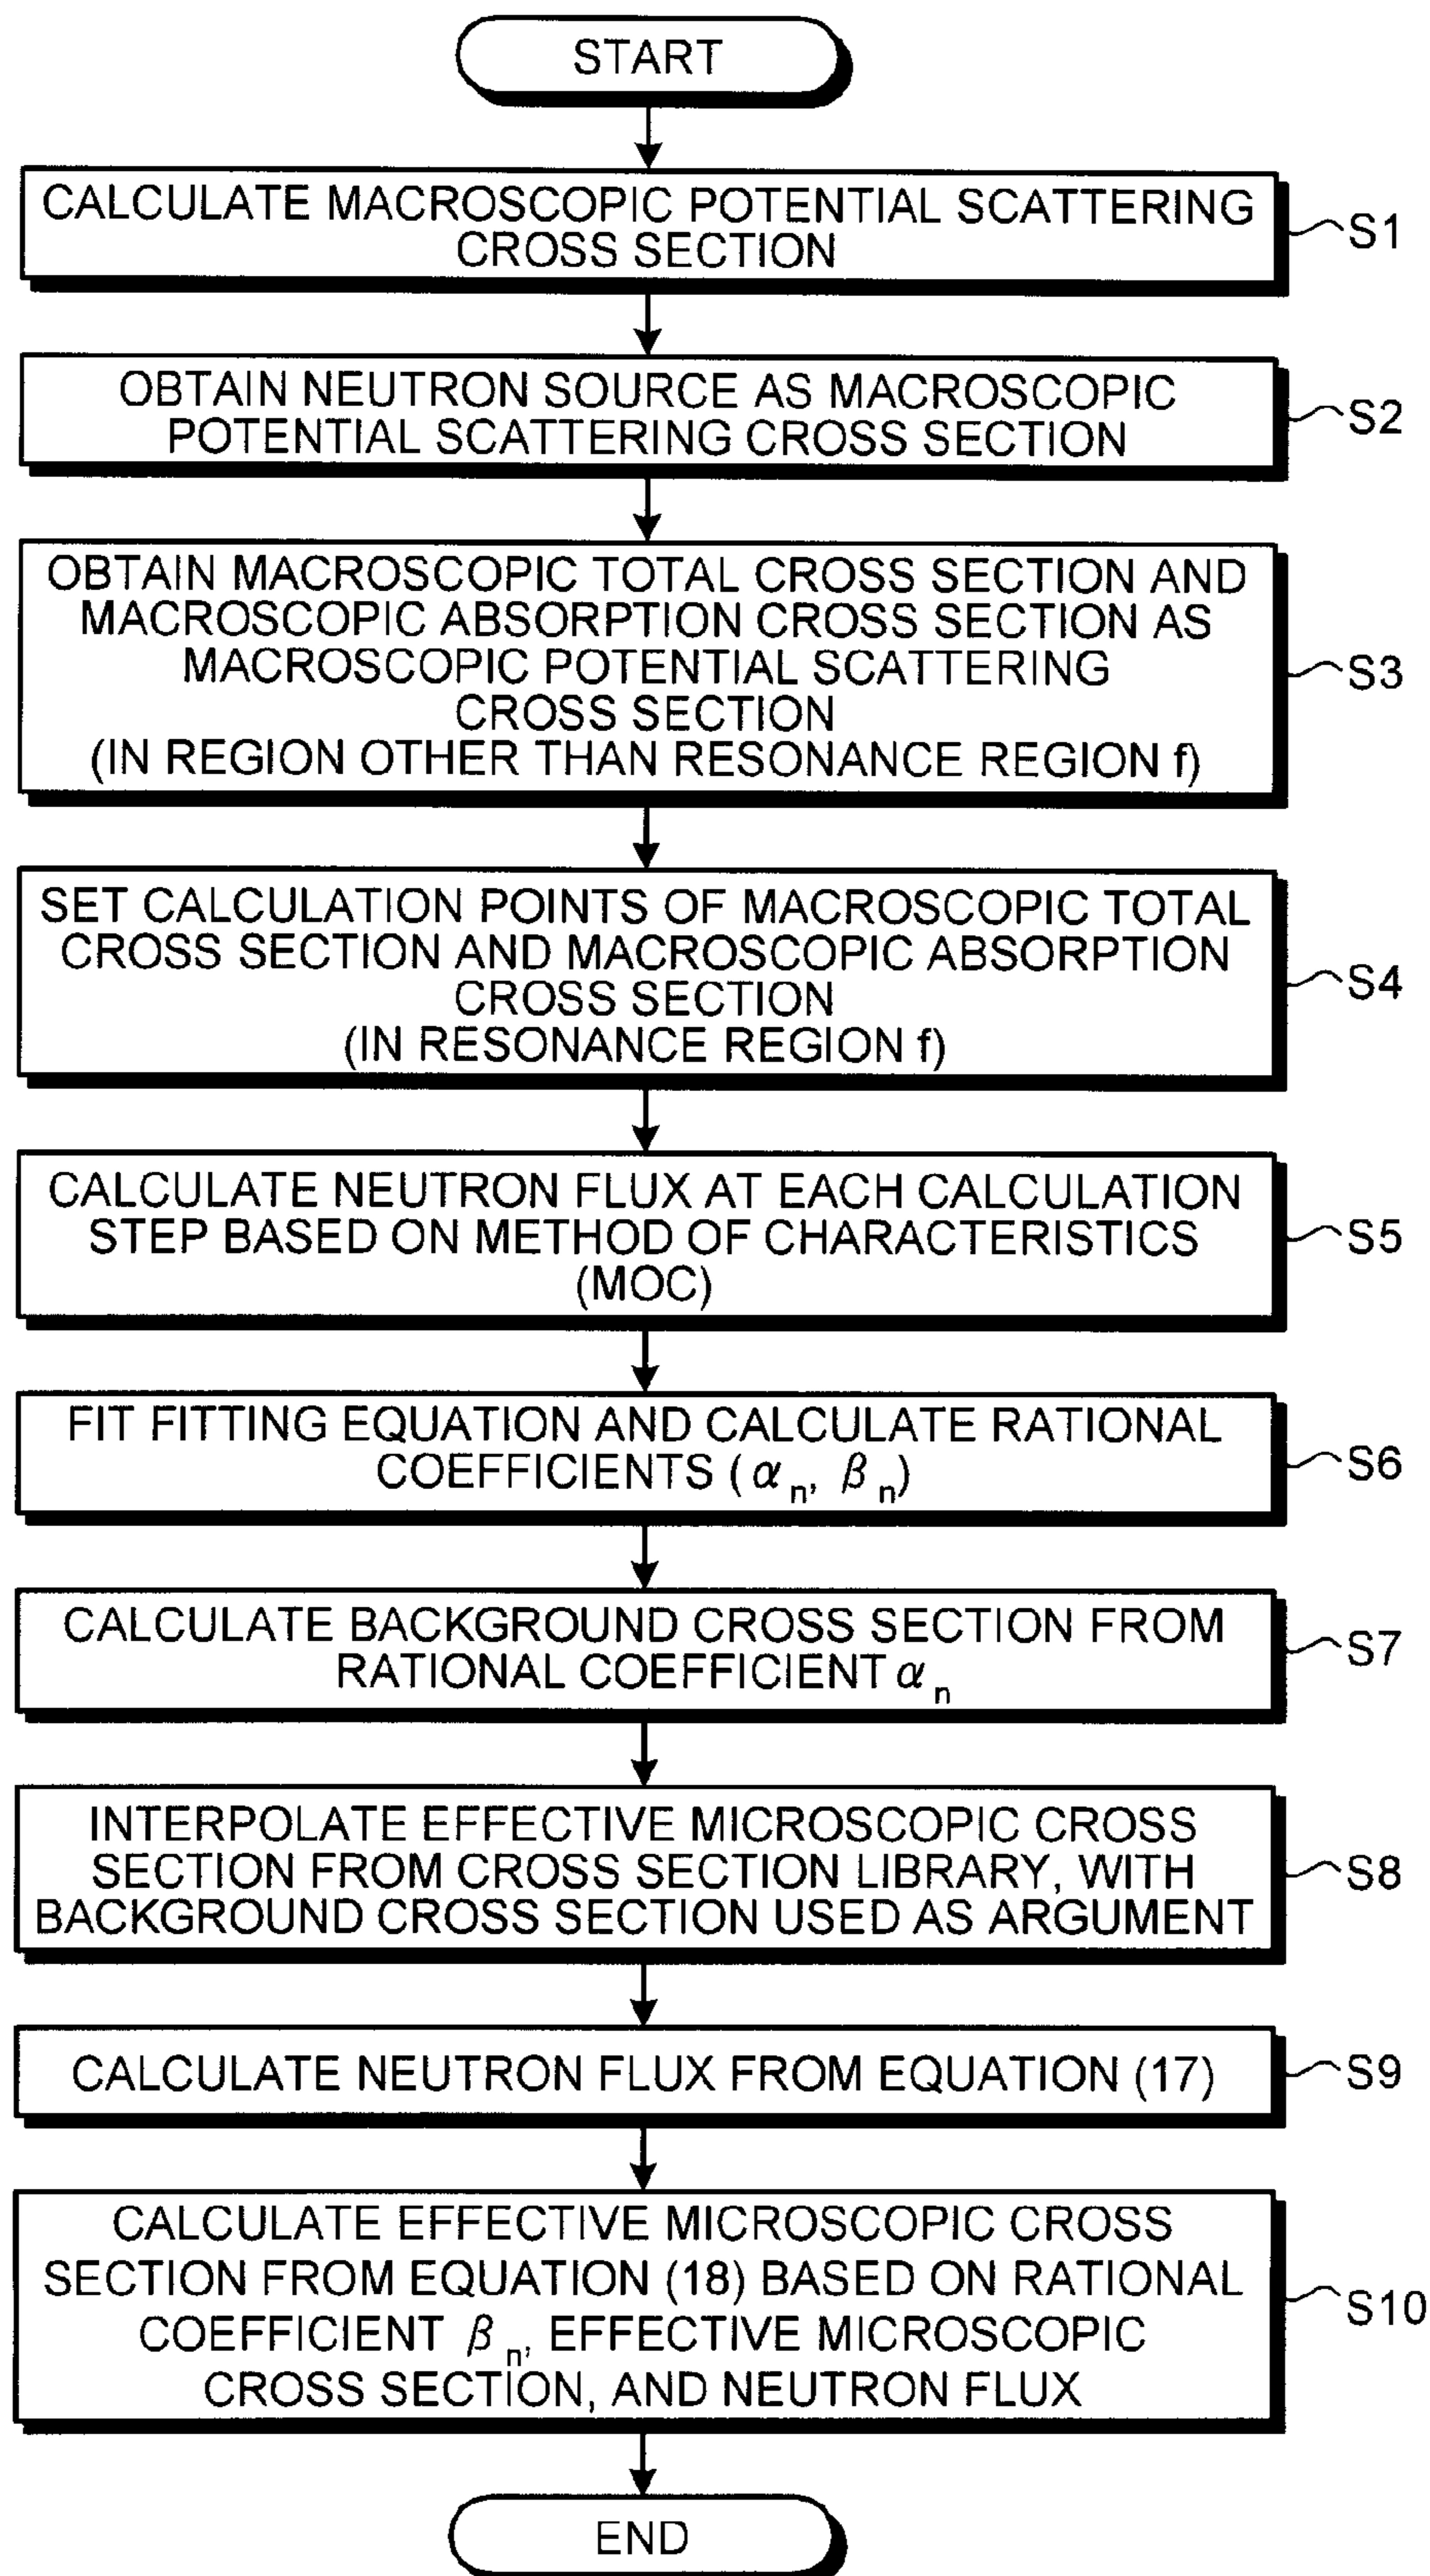 START
CALCULATE MACROSCOPIC POTENTIAL SCATTERING
CROSS SECTION
S1
OBTAIN NEUTRON SOURCE AS MACROSCOPIC
POTENTIAL SCATTERING CROSS SECTION
S2
OBTAIN MACROSCOPIC TOTAL CROSS SECTION AND
MACROSCOPIC ABSORPTION CROSS SECTION AS
MACROSCOPIC POTENTIAL SCATTERING
CROSS SECTION
(IN REGION OTHER THAN RESONANCE REGION f)
S3
SET CALCULATION POINTS OF MACROSCOPIC TOTAL
CROSS SECTION AND MACROSCOPIC ABSORPTION
CROSS SECTION
(IN RESONANCE REGION f)
S4
CALCULATE NEUTRON FLUX AT EACH CALCULATION
STEP BASED ON METHOD OF CHARACTERISTICS
(MOC)
S5
FIT FITTING EQUATION AND CALCULATE RATIONAL
COEFFICIENTS (αn, βn)
S6
CALCULATE BACKGROUND CROSS SECTION FROM
RATIONAL COEFFICIENT αn
S7
INTERPOLATE EFFECTIVE MICROSCOPIC CROSS
SECTION FROM CROSS SECTION LIBRARY, WITH
BACKGROUND CROSS SECTION USED AS ARGUMENT
S8
CALCULATE NEUTRON FLUX FROM EQUATION (17)
S9
CALCULATE EFFECTIVE MICROSCOPIC CROSS
SECTION FROM EQUATION (18) BASED ON RATIONAL
COEFFICIENT βn, EFFECTIVE MICROSCOPIC
CROSS SECTION, AND NEUTRON FLUX
S10
END